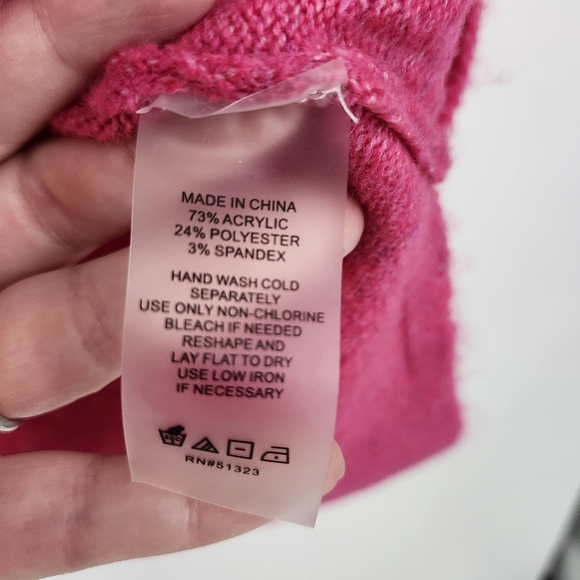 MADE IN CHINA
73% ACRYLIC
24% POLYESTER
3% SPANDEX
HAND WASH COLD
SEPARATELY
USE ONLY NON-CHLORINE
BLEACH IF NEEDED
RESHAPE AND
LAY FLAT TO DRY
USE LOW IRON
IF NECESSARY
RN#51323